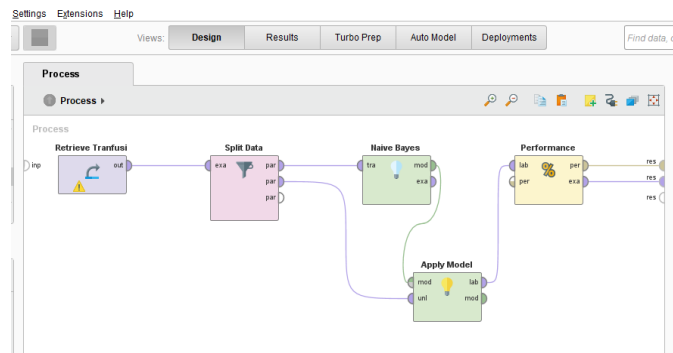 Settings Extensions Help
Views: Design Results Turbo Prep Auto Model Deployments Find data,
Process
Process
Process
Retrieve Tranfusi Split Data Naive Bayes Performance
inp out exa par tra mod lab per res
par exa per exa res
par res
Apply Model
mod lab
unl mod